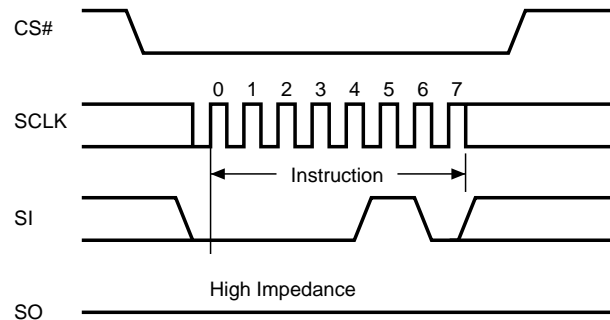 CS#
0 1 2 3 4 5 6 7
SCLK
Instruction
SI
High Impedance
SO